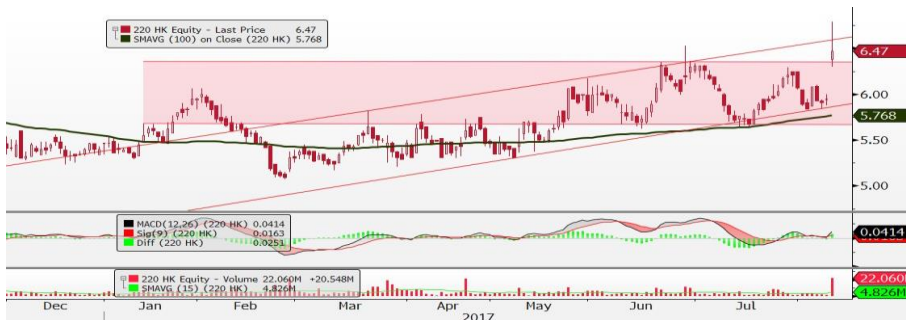 220 HK Equity - Last Price 6.47
SMAVG (100) on Close (220 HK) 5.768
6.47
6.00
5.768
5.50
5.00
MACD(12,26) (220 HK) 0.0414
Sig(9) (220 HK) 0.0163
Diff (220 HK) 0.0251
0.0414
220 HK Equity - Volume 22.060M +20.548M
SMAVG (15) (220 HK) 4.826M
22.060M
4.826M
Dec Jan Feb Mar Apr May Jun Jul
2017